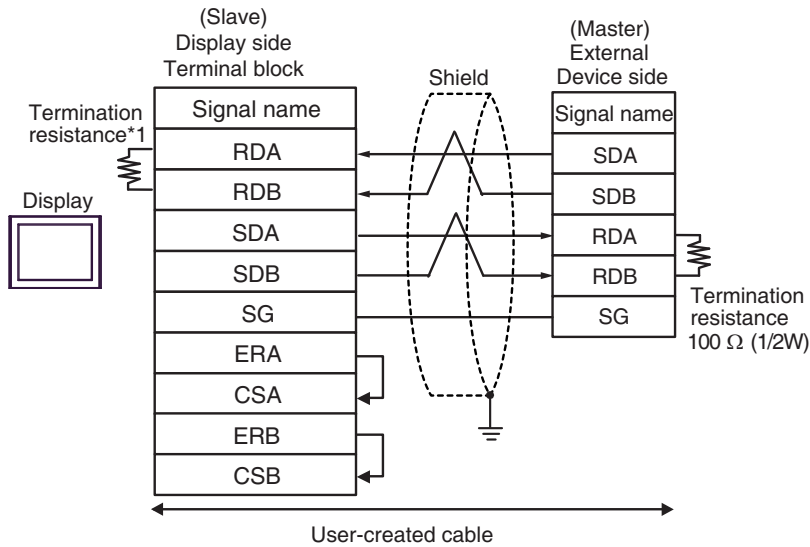 (Slave)
Display side
Terminal block
(Master)
External
Device side
Shield
Termination
resistance*1
Display
Signal name
RDA
RDB
SDA
SDB
SG
ERA
CSA
ERB
CSB
Signal name
SDA
SDB
RDA
RDB
SG
Termination
resistance
100 Ω (1/2W)
User-created cable